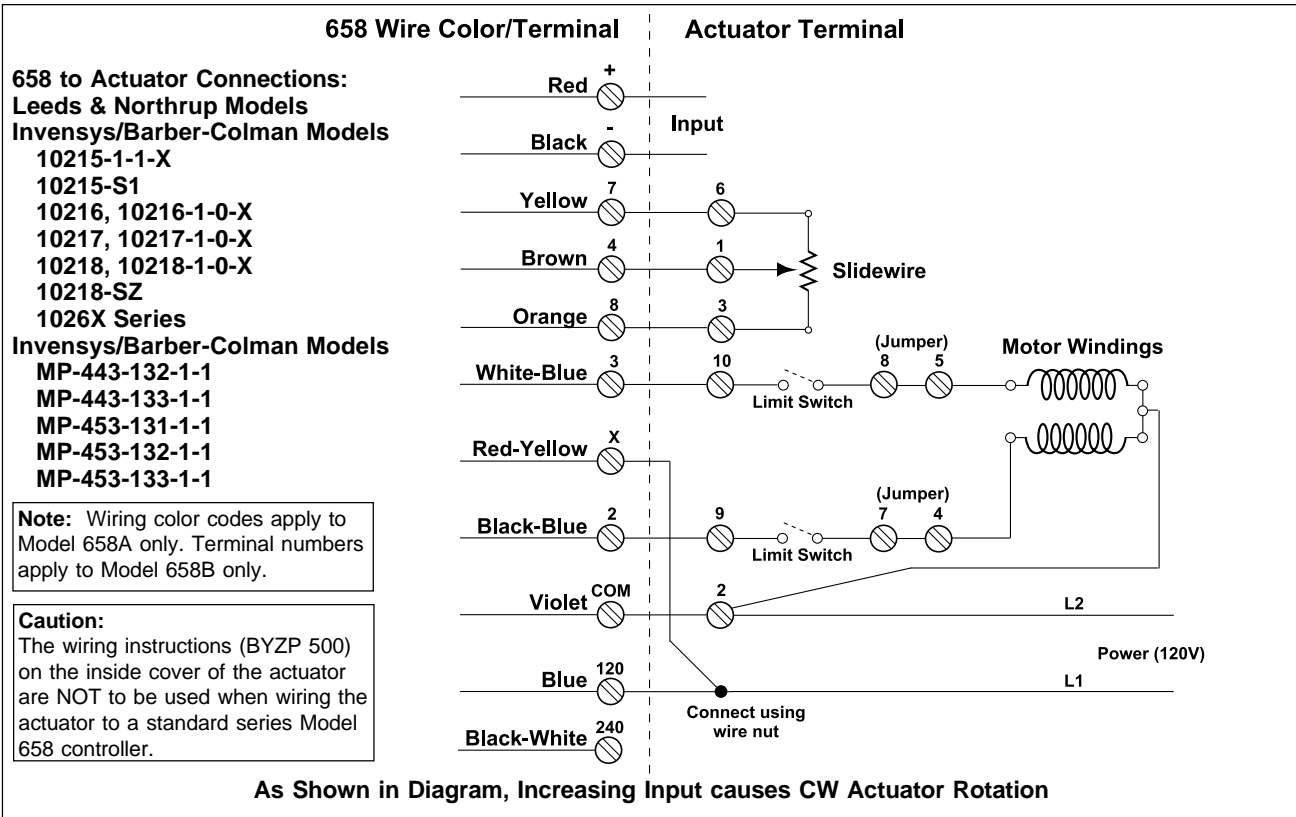 658 Wire Color/Terminal
Actuator Terminal
658 to Actuator Connections:
Leeds & Northrup Models
Invensys/Barber-Colman Models
10215-1-1-X
10215-S1
10216, 10216-1-0-X
10217, 10217-1-0-X
10218, 10218-1-0-X
10218-SZ
1026X Series
Invensys/Barber-Colman Models
MP-443-132-1-1
MP-443-133-1-1
MP-453-131-1-1
MP-453-132-1-1
MP-453-133-1-1
Note: Wiring color codes apply to
Model 658A only. Terminal numbers
apply to Model 658B only.
Caution:
The wiring instructions (BYZP 500)
on the inside cover of the actuator
are NOT to be used when wiring the
actuator to a standard series Model
658 controller.
Red +
Input
Black -
Yellow 7 6
Brown 4 1
Slidewire
Orange 8 3
White-Blue 3 10
Limit Switch
(Jumper)
8 5
Motor Windings
Red-Yellow X
Black-Blue 2 9
Limit Switch
(Jumper)
7 4
Violet COM 2
L2
Power (120V)
Blue 120
L1
Connect using
wire nut
Black-White 240
As Shown in Diagram, Increasing Input causes CW Actuator Rotation